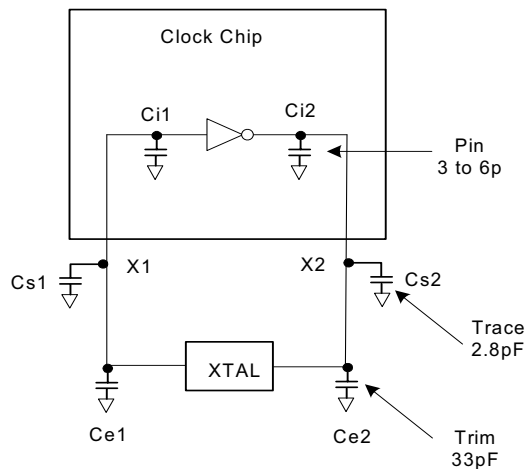 Clock Chip
Ci1
Ci2
Pin
3 to 6p
Cs1
X1
X2
Cs2
Trace
2.8pF
XTAL
Ce1
Ce2
Trim
33pF